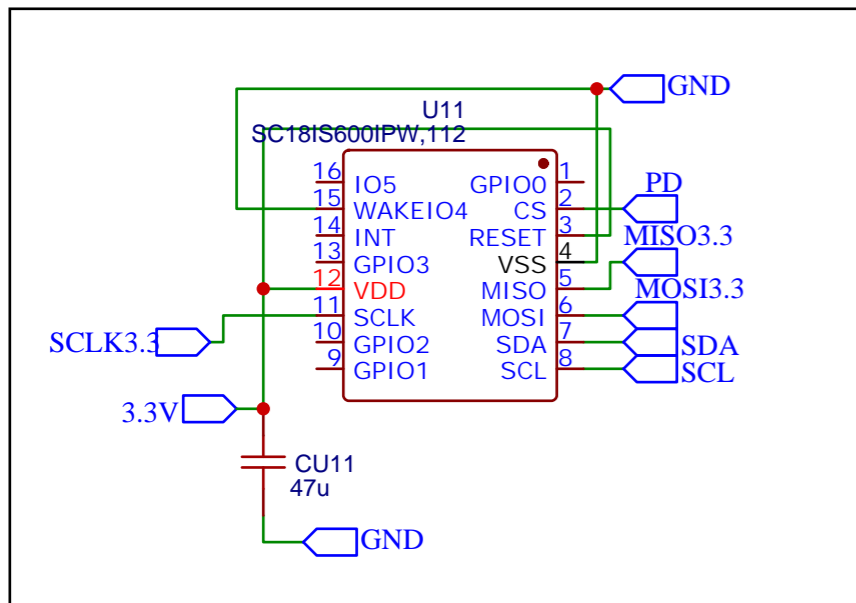 GND
U11
SC18IS600IPW,112
16 IO5 GPIO0 1
15 WAKEIO4 CS 2 PD
14 INT RESET 3
MISO3.3
13 GPIO3 VSS 4
12 VDD MISO 5
MOSI3.3
11 SCLK MOSI 6
SCLK3.3
10 GPIO2 SDA 7 SDA
9 GPIO1 SCL 8 SCL
3.3V
CU11
47u
GND